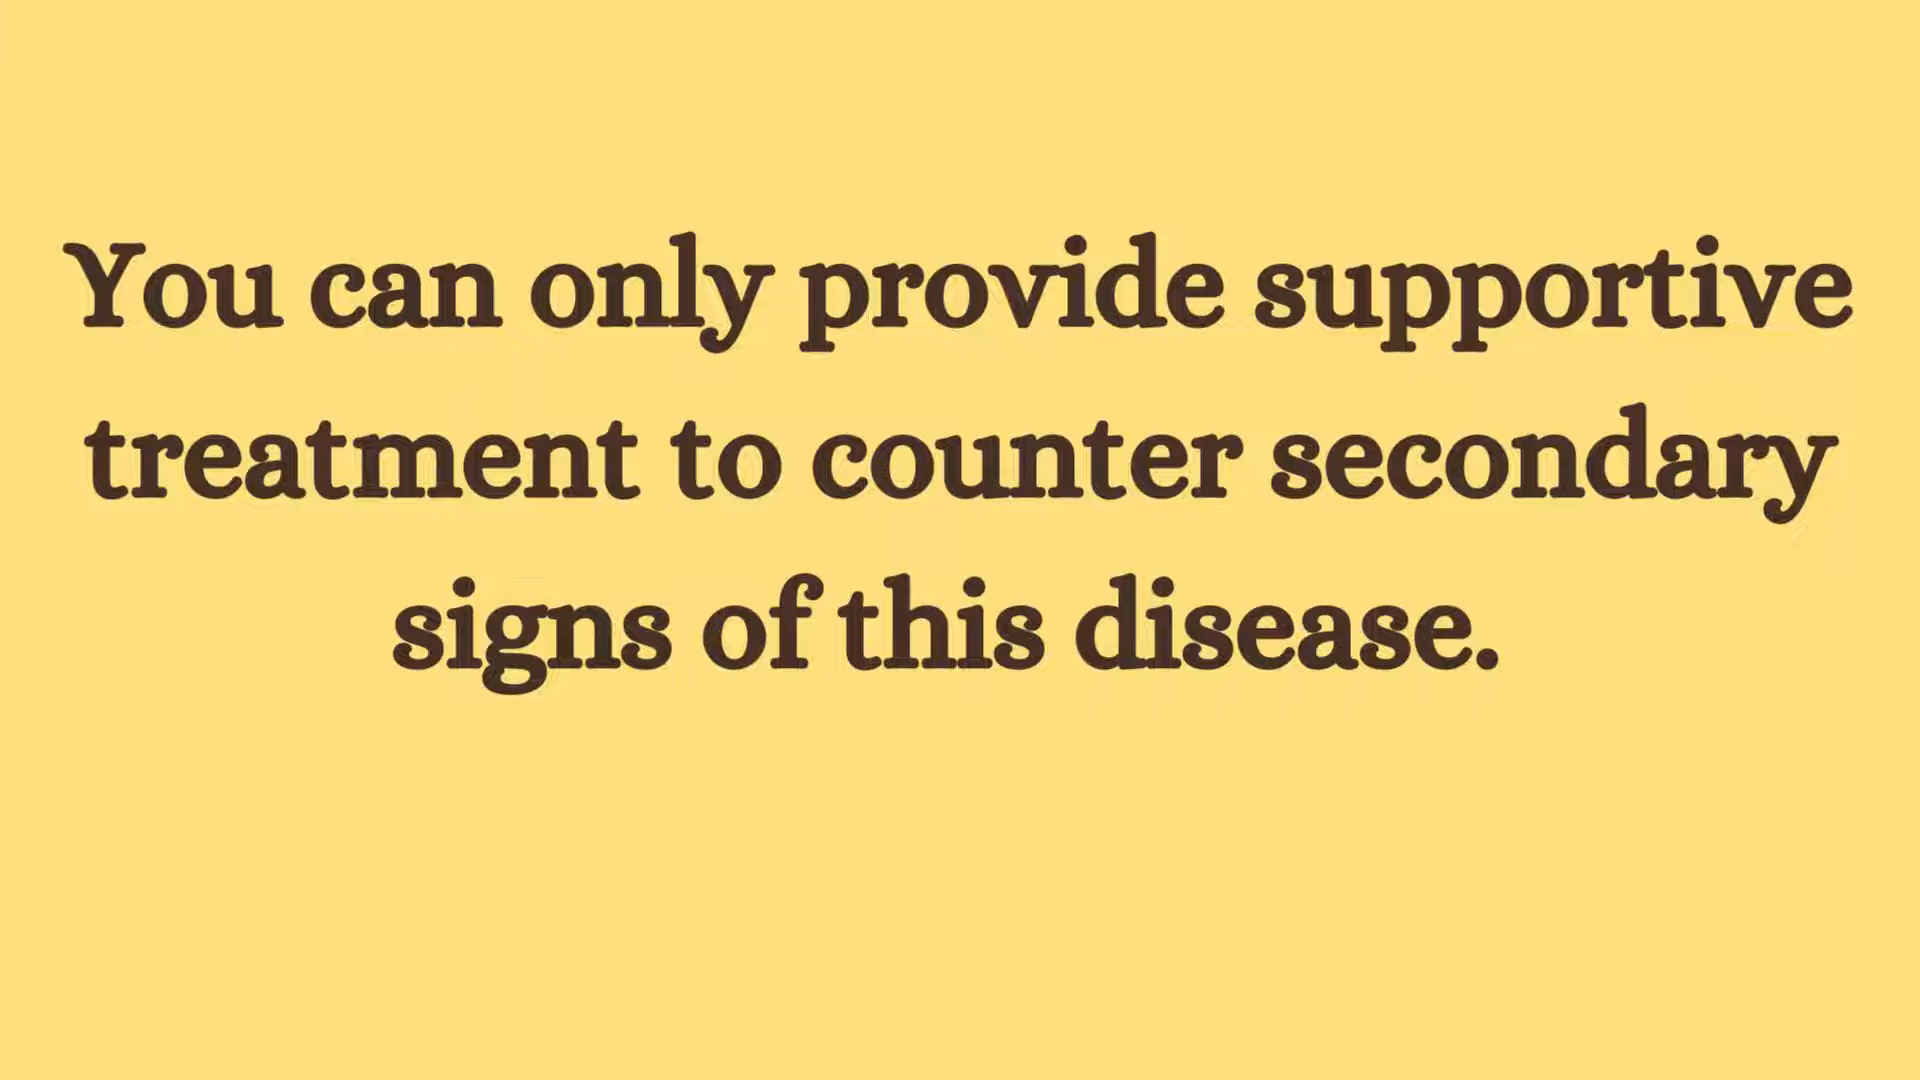 You can only provide supportive
treatment to counter secondary
signs of this disease.